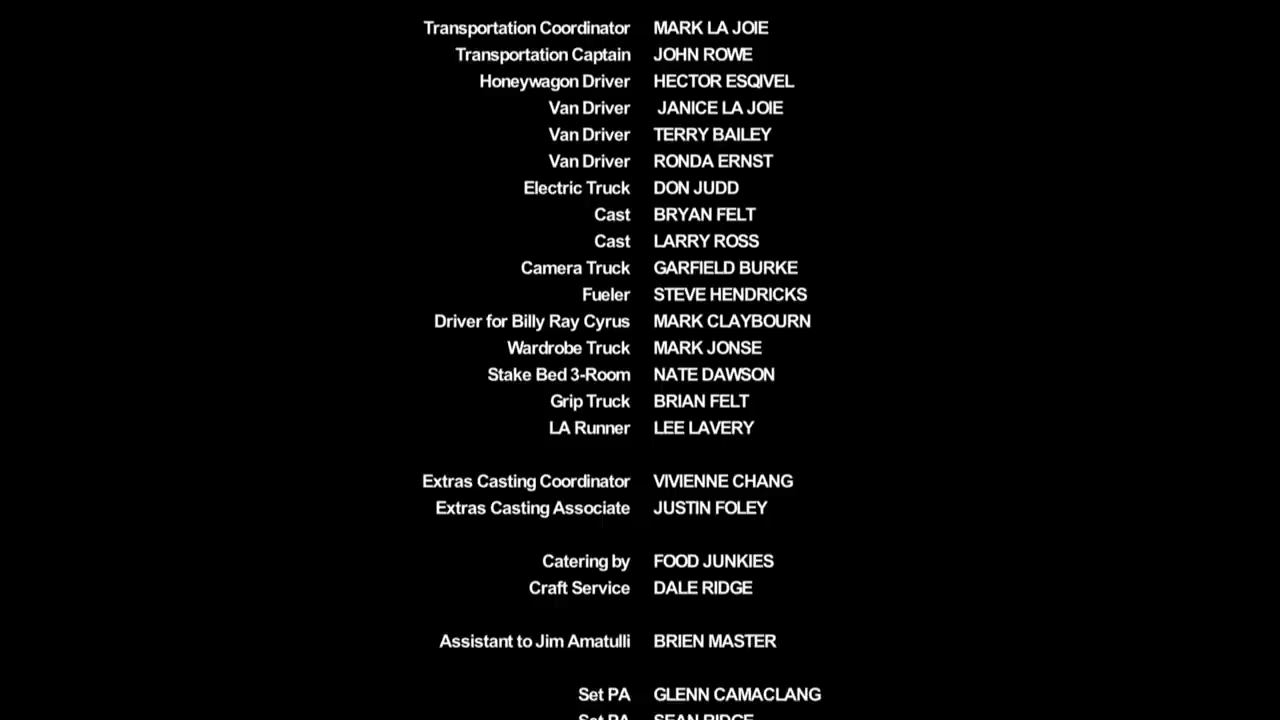 Transportation Coordinator MARK LA JOIE
Transportation Captain JOHN ROWE
Honeywagon Driver HECTOR ESQIVEL
Van Driver JANICE LA JOIE
Van Driver TERRY BAILEY
Van Driver RONDA ERNST
Electric Truck DON JUDD
Cast BRYAN FELT
Cast LARRY ROSS
Camera Truck GARFIELD BURKE
Fueler STEVE HENDRICKS
Driver for Billy Ray Cyrus MARK CLAYBOURN
Wardrobe Truck MARK JONSE
Stake Bed 3-Room NATE DAWSON
Grip Truck BRIAN FELT
LA Runner LEE LAVERY
Extras Casting Coordinator VIVIENNE CHANG
Extras Casting Associate JUSTIN FOLEY
Catering by FOOD JUNKIES
Craft Service DALE RIDGE
Assistant to Jim Amatulli BRIEN MASTER
Set PA GLENN CAMACLANG
Set PA SEAN RIDGE